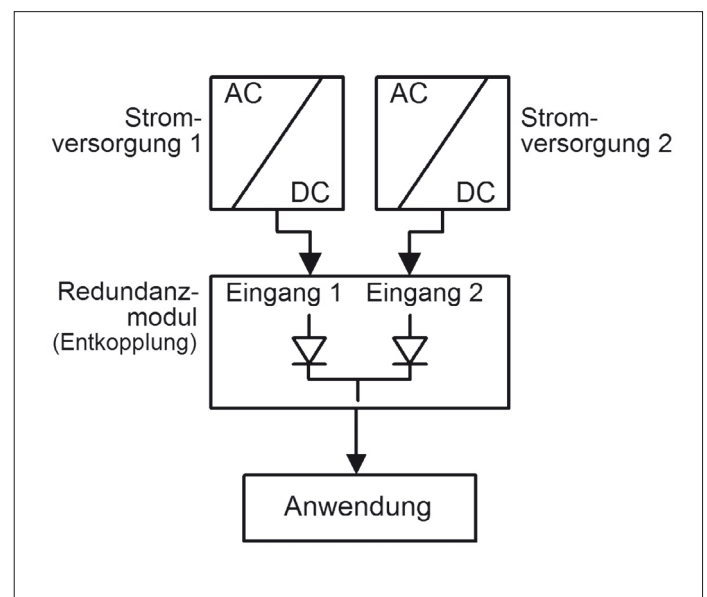 Strom-
versorgung 1
AC
DC
AC
DC
Strom-
versorgung 2
Redundanz-
modul
(Entkopplung)
Eingang 1
Eingang 2
Anwendung